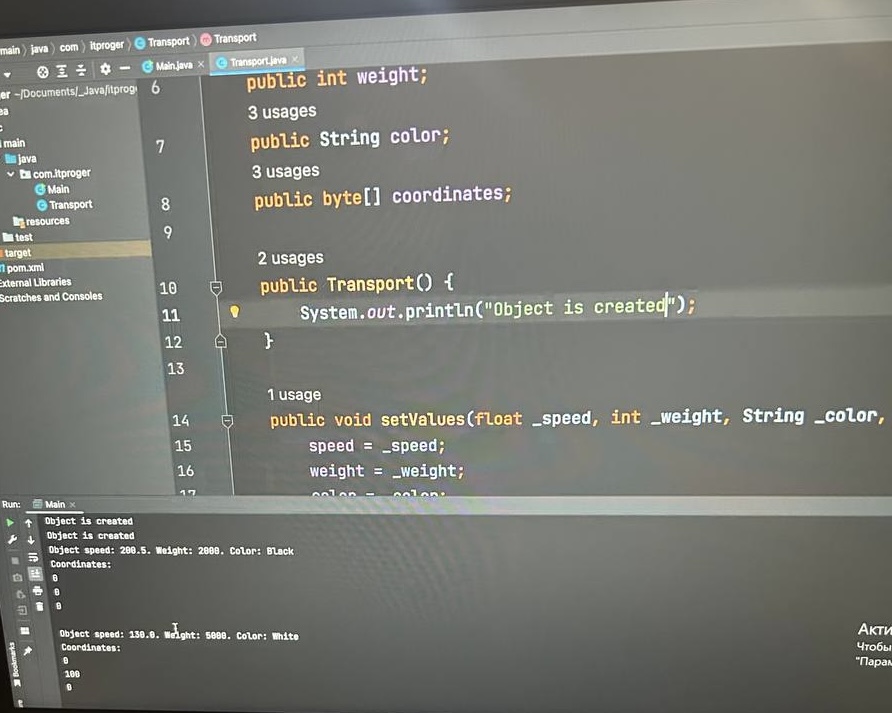 main › java › com › itproger › Transport › Transport
Main.java × Transport.java ×
~/Documents/_Java/itprog
main
java
com.itproger
Main
Transport
resources
test
target
pom.xml
External Libraries
Scratches and Consoles
6 public int weight;
3 usages
7 public String color;
3 usages
8 public byte[] coordinates;
9
2 usages
10 public Transport() {
11 System.out.println("Object is created");
12 }
13
1 usage
14 public void setValues(float _speed, int _weight, String _color,
15 speed = _speed;
16 weight = _weight;
17 color = _color;
Run: Main ×
Object is created
Object is created
Object speed: 200.5. Weight: 2000. Color: Black
Coordinates:
0
0
0
Object speed: 130.0. Weight: 5000. Color: White
Coordinates:
0
100
0
Bookmarks
Акти
Чтобы
"Парам